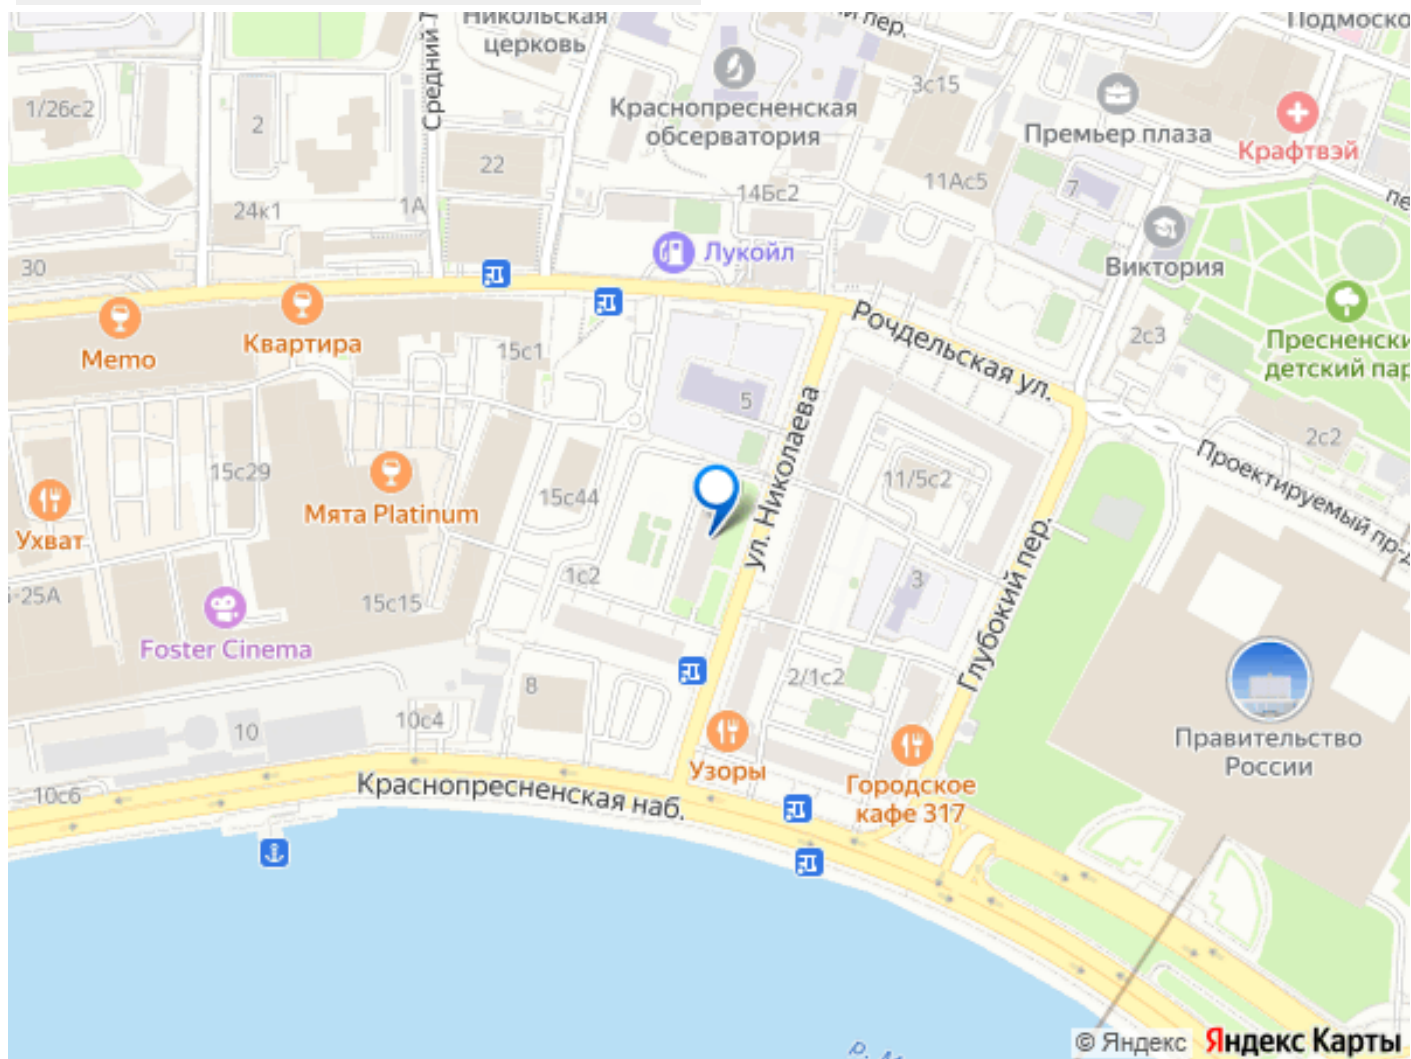 Никольская
церковь
пер.
Подмоско
1/26с2
2
Средний
Краснопресненская
обсерватория
3с15
Премьер плаза
Крафтвэй
22
24к1
1А
14Бс2
11Ас5
7
пе
30
Лукойл
Виктория
Memo
Квартира
15с1
Рочдельская ул.
2с3
Пресненски
детский пар
5
ул. Николаева
2с2
Проектируемый пр-д
15с29
Мята Platinum
15с44
11/5с2
Ухват
-25А
1с2
15с15
3
Глубокий пер.
Foster Cinema
2/1с2
8
10
10с4
10с6
Узоры
Городское
кафе 317
Правительство
России
Краснопресненская наб.
р. М
© Яндекс Яндекс Карты